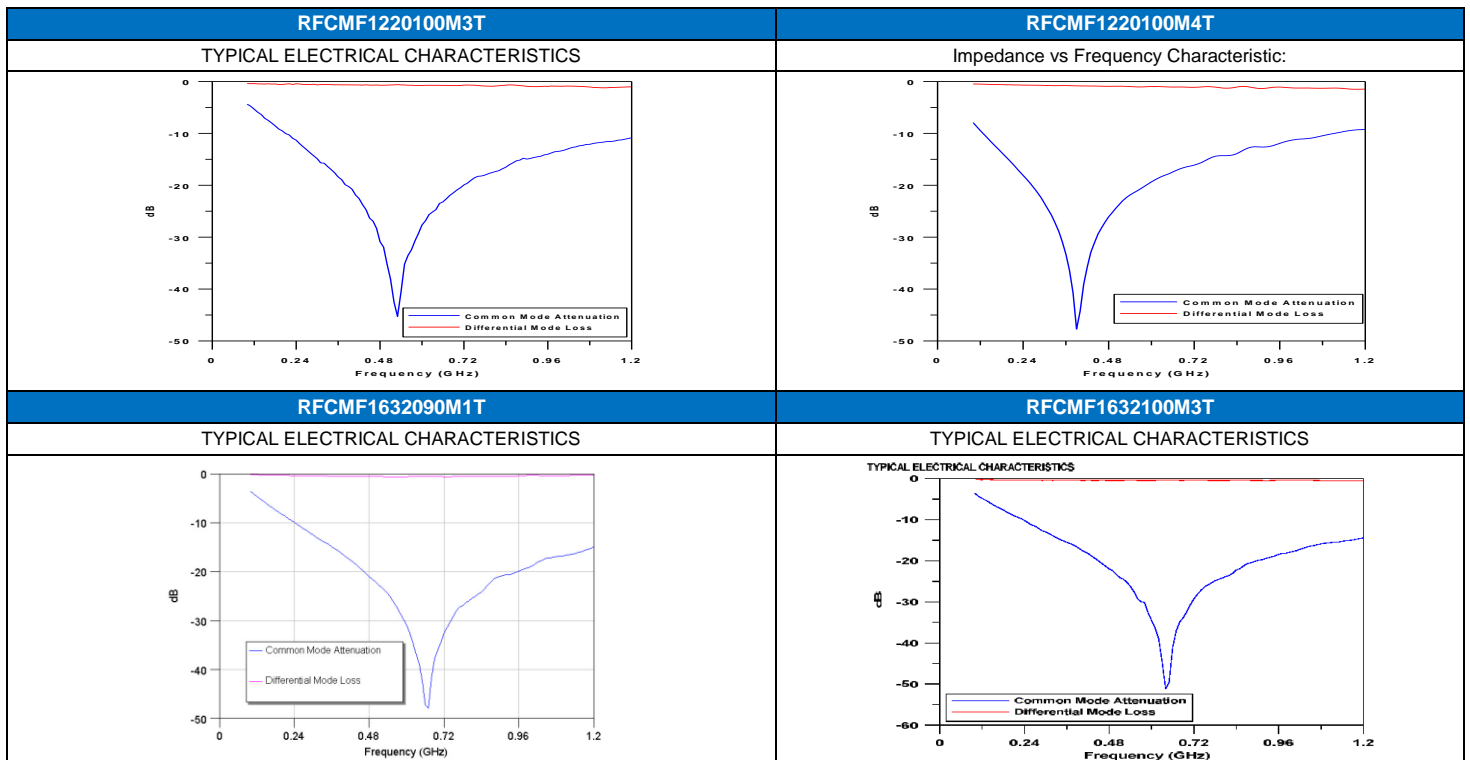 RFCMF1220100M3T
RFCMF1220100M4T
TYPICAL ELECTRICAL CHARACTERISTICS
Impedance vs Frequency Characteristic:
0
-10
-20
-30
-40
-50
dB
Common Mode Attenuation
Differential Mode Loss
0 0.24 0.48 0.72 0.96 1.2
Frequency (GHz)
0
-10
-20
-30
-40
-50
dB
Common Mode Attenuation
Differential Mode Loss
0 0.24 0.48 0.72 0.96 1.2
Frequency (GHz)
RFCMF1632090M1T
RFCMF1632100M3T
TYPICAL ELECTRICAL CHARACTERISTICS
TYPICAL ELECTRICAL CHARACTERISTICS
0
-10
-20
-30
-40
-50
dB
Common Mode Attenuation
Differential Mode Loss
0 0.24 0.48 0.72 0.96 1.2
Frequency (GHz)
TYPICAL ELECTRICAL CHARACTERISTICS
0
-10
-20
-30
-40
-50
-60
dB
Common Mode Attenuation
Differential Mode Loss
0 0.24 0.48 0.72 0.96 1.2
Frequency (GHz)